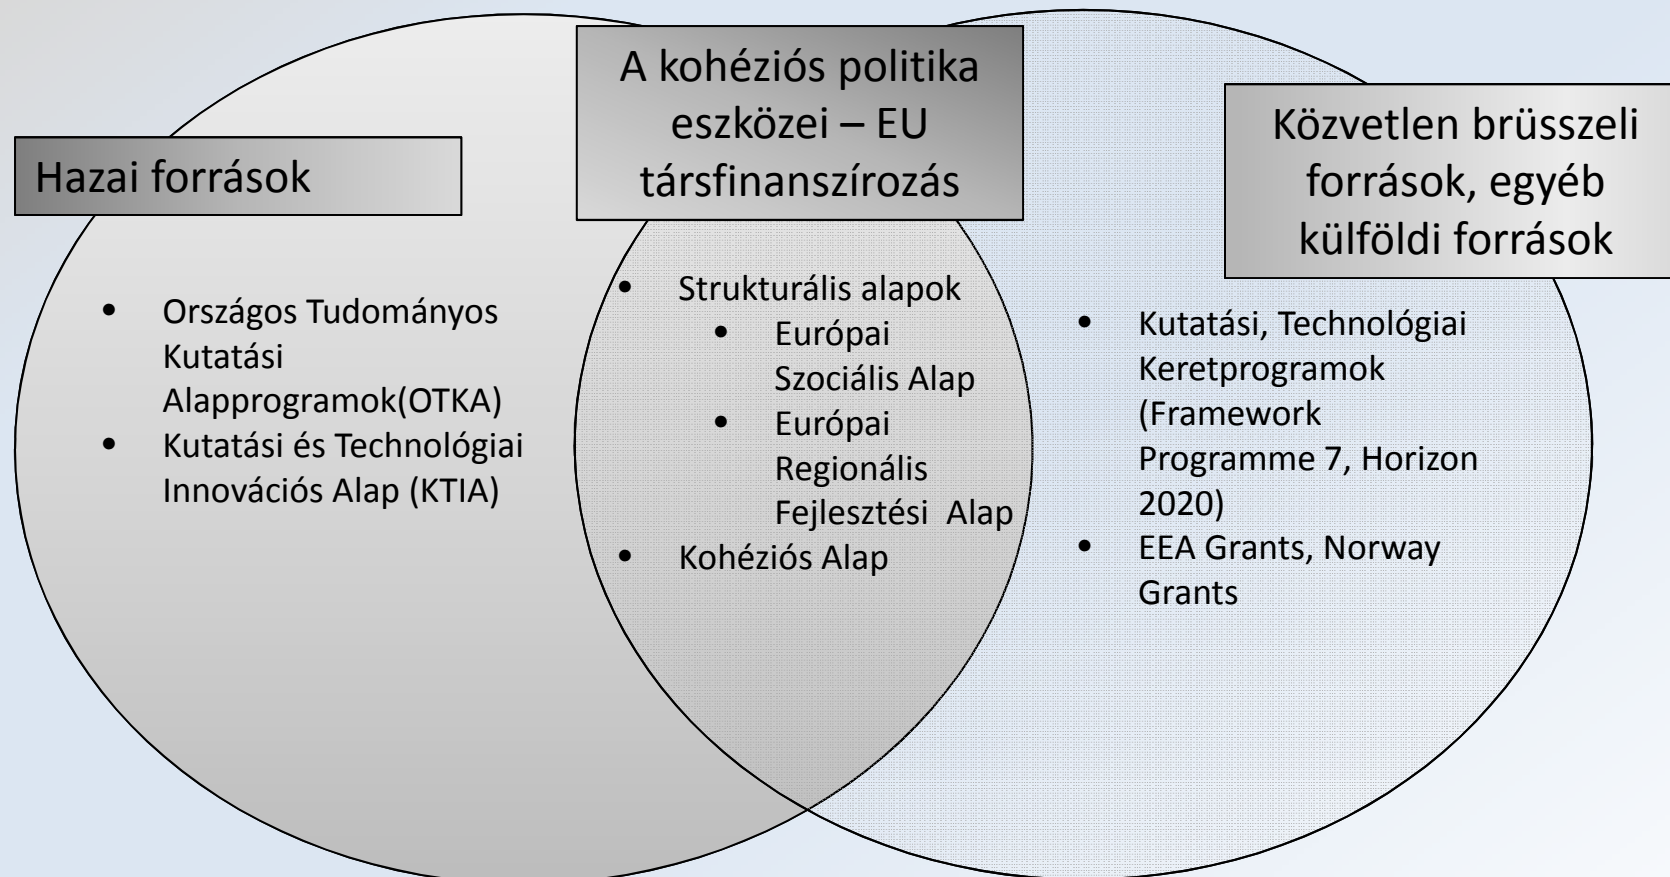 Hazai források
• Országos Tudományos
Kutatási
Alapprogramok(OTKA)
• Kutatási és Technológiai
Innovációs Alap (KTIA)
A kohéziós politika
eszközei – EU
társfinanszírozás
• Strukturális alapok
• Európai
Szociális Alap
• Európai
Regionális
Fejlesztési Alap
• Kohéziós Alap
Közvetlen brüsszeli
források, egyéb
külföldi források
• Kutatási, Technológiai
Keretprogramok
(Framework
Programme 7, Horizon
2020)
• EEA Grants, Norway
Grants